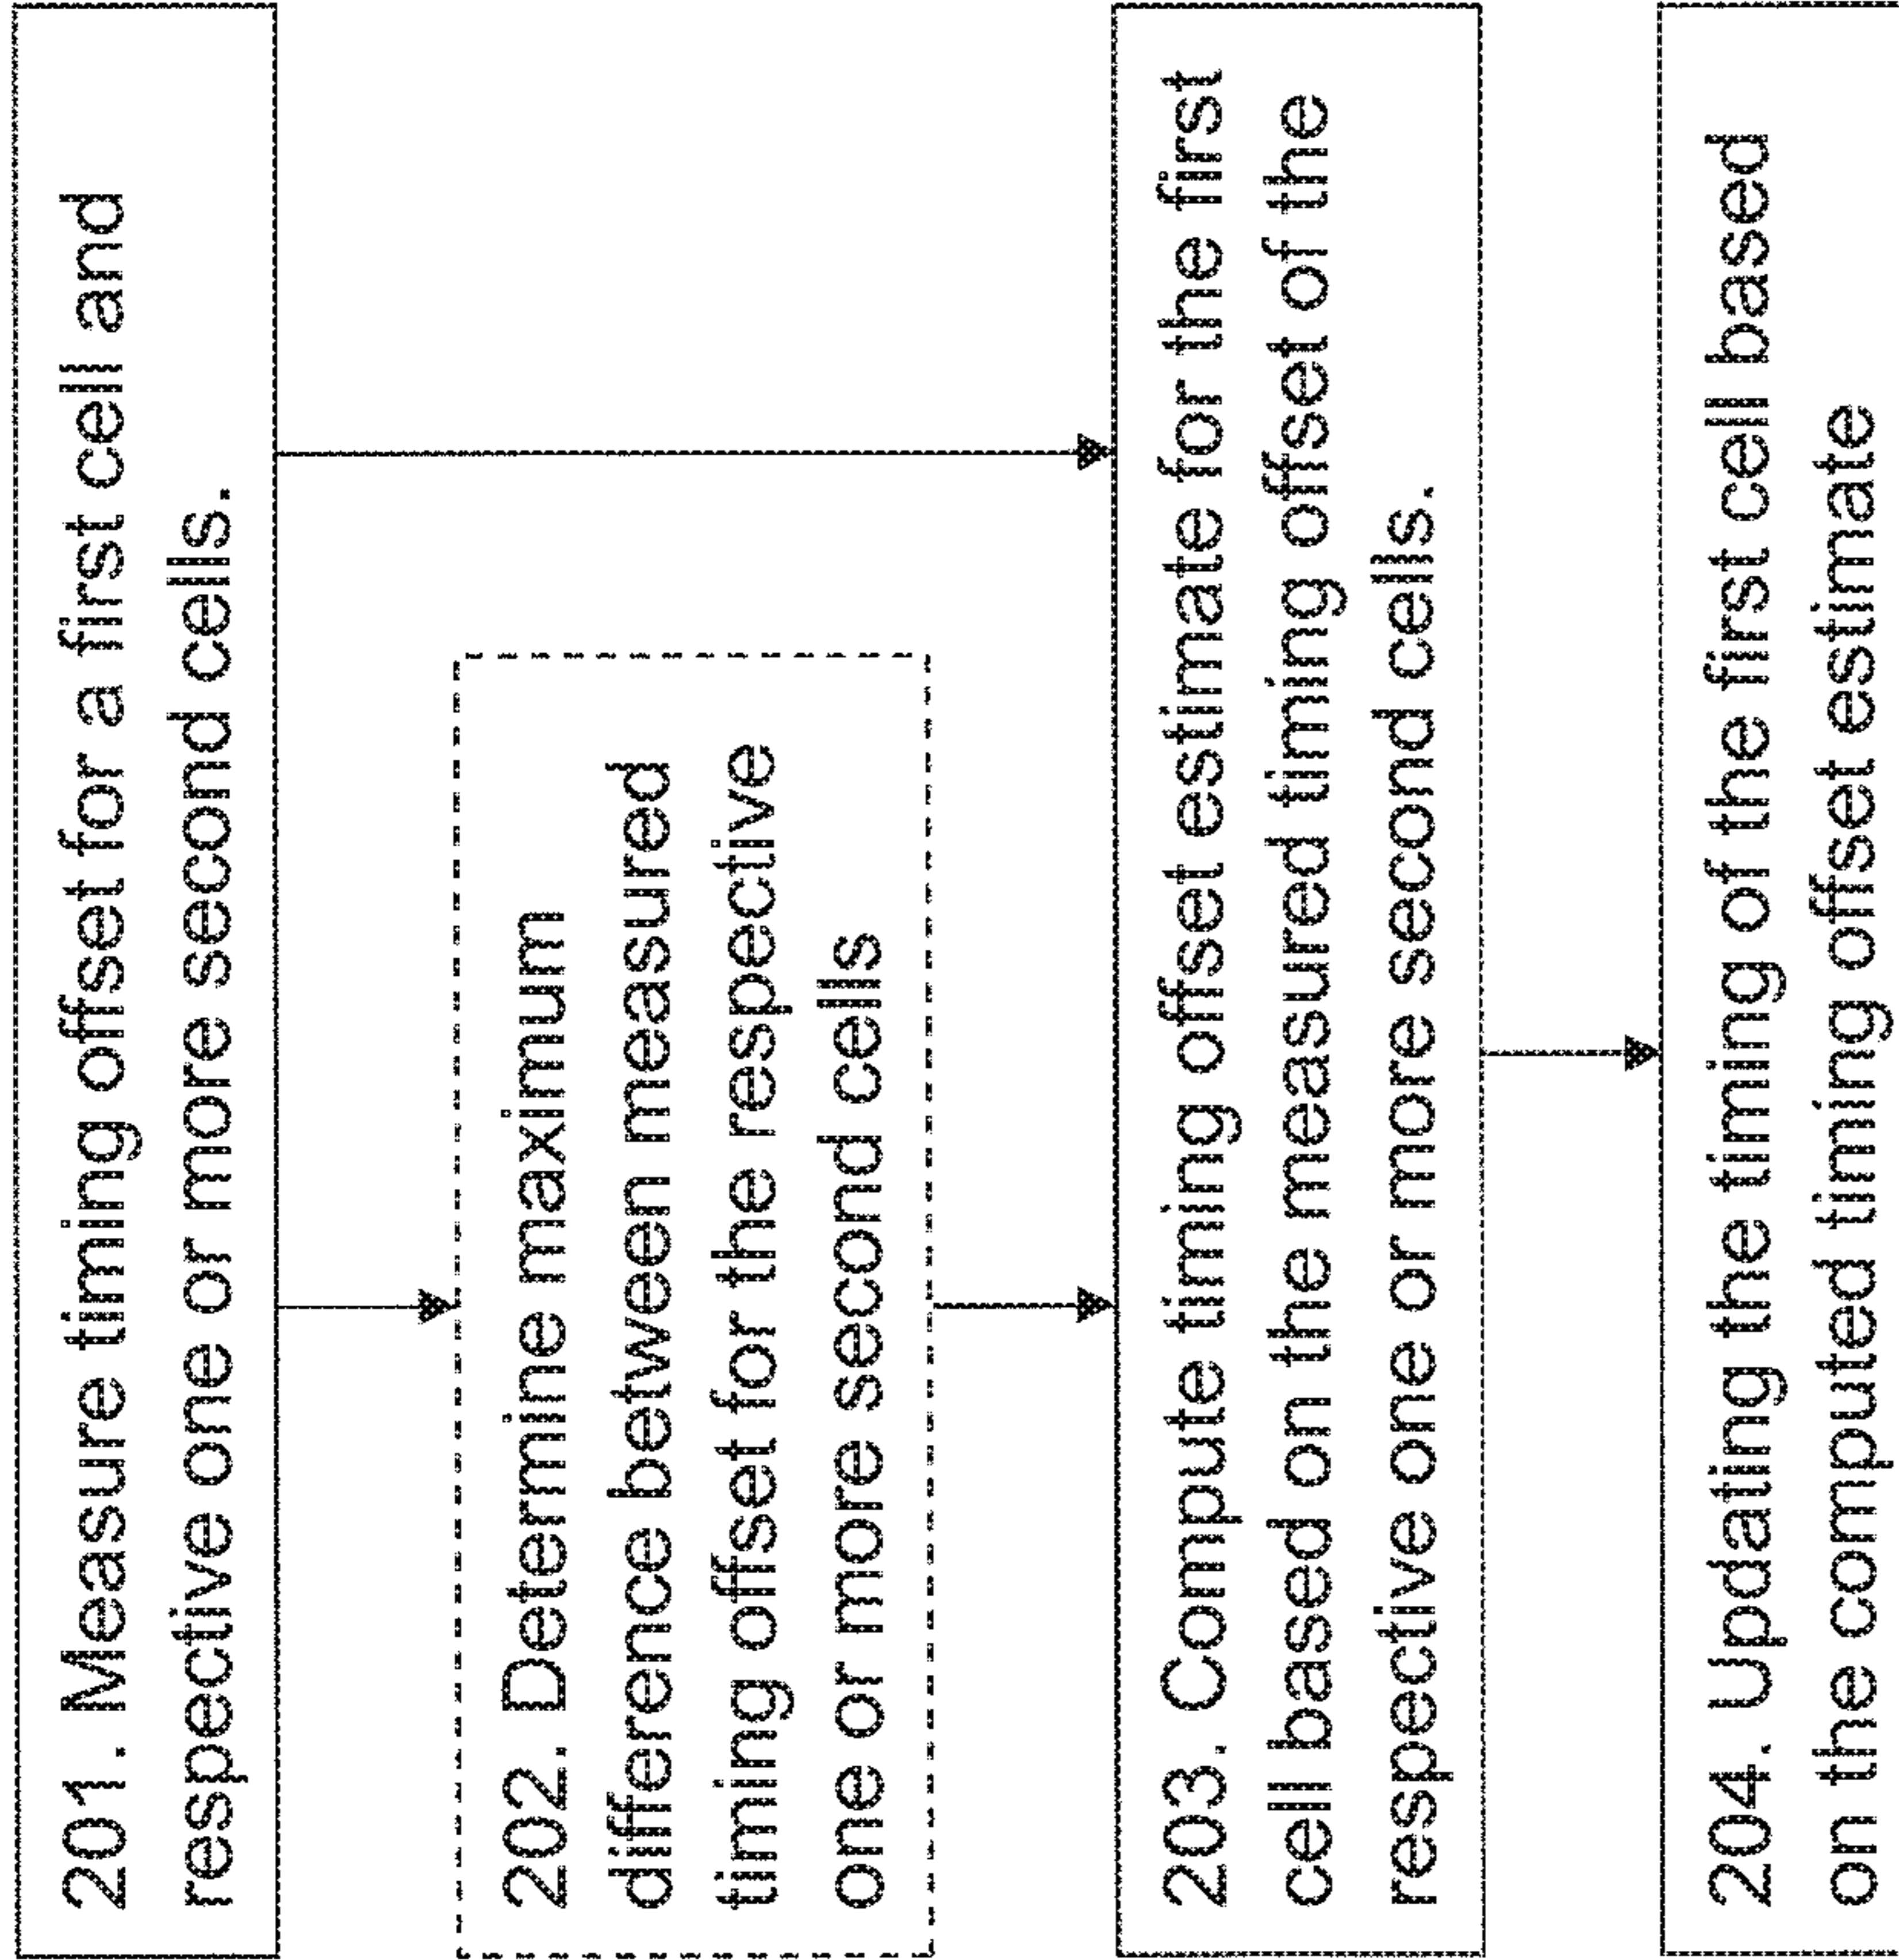 201. Measure timing offset for a first cell and
respective one or more second cells.
202. Determine maximum
difference between measured
timing offset for the respective
one or more second cells
203. Compute timing offset estimate for the first
cell based on the measured timing offset of the
respective one or more second cells.
204. Updating the timing of the first cell based
on the computed timing offset estimate